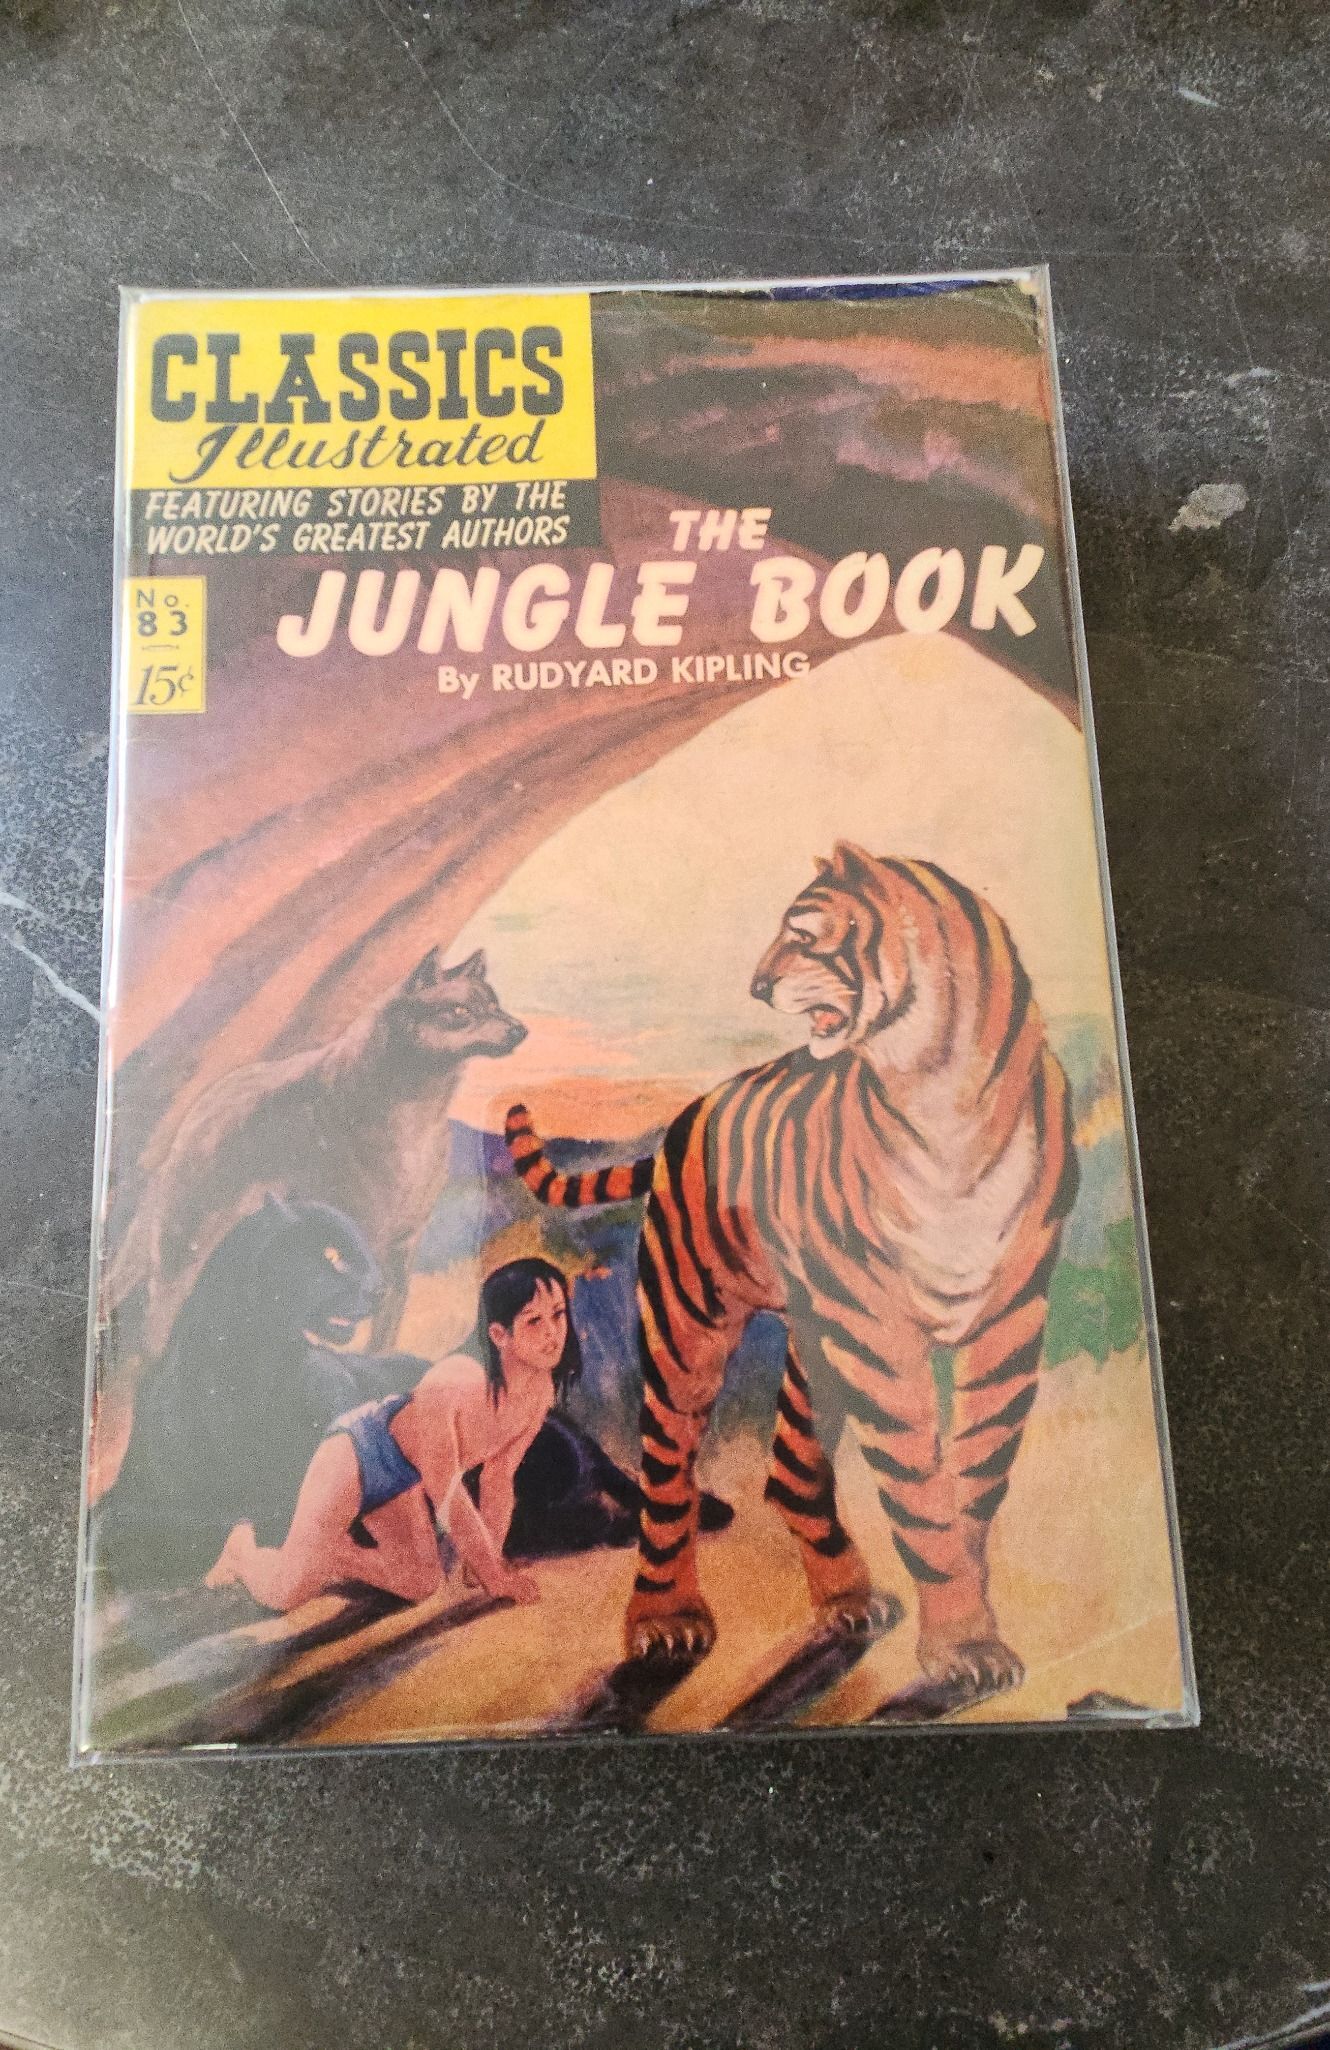 CLASSICS
Illustrated
FEATURING STORIES BY THE
WORLD'S GREATEST AUTHORS
No.
83
15¢
THE
JUNGLE BOOK
By RUDYARD KIPLING